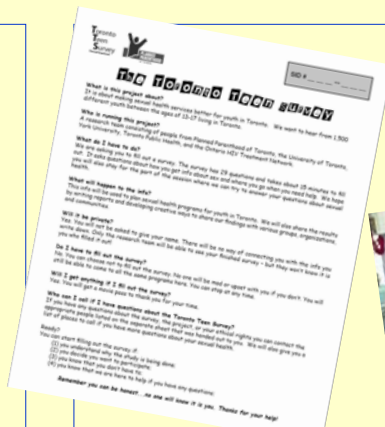 Toronto
Teen
Survey
SID # _ _ _ - _ _ _
The Toronto Teen Survey
What is this project about?
It is about making sexual health services better for youth in Toronto. We want to hear from 1,500
different youth between the ages of 13-17 living in Toronto.
Who is running this project?
A research team consisting of people from Planned Parenthood of Toronto, the University of Toronto,
York University, Toronto Public Health, and the Ontario HIV Treatment Network.
What do I have to do?
We are asking you to fill out a survey. The survey has 29 questions and takes about 15 minutes to fill
out. It asks questions about how you get info about sex and where you go when you need help. We hope
you will also stay for the part of the session where we can try to answer your questions about sexual
health.
What will happen to the info?
This info will be used to plan sexual health programs for youth in Toronto. We will also share the results
by writing reports and developing creative ways to share our findings with various groups, organizations,
and communities.
Will it be private?
Yes. You will not be asked to give your name. There will be no way of connecting you with the info you
write down. Only the research team will be able to see your finished survey - but they won't know it is
you who filled it out!
Do I have to fill out the survey?
No. You can choose not to fill out the survey. No one will be mad or upset with you if you don't. You will
still be able to come to all the same programs here. You can stop at any time.
Will I get anything if I fill out the survey?
Yes. You will get a movie pass to thank you for your time.
Who can I call if I have questions about the Toronto Teen Survey?
If you have any questions about the survey, the project, or your ethical rights you can contact the
appropriate people listed on the separate sheet that was handed out to you. We will also give you a
list of places to call if you have more questions about your sexual health.
Ready?
You can start filling out the survey if:
(1) you understand why the study is being done;
(2) you decide you want to participate;
(3) you know that you don't have to;
(4) you know that we are here to help if you have any questions.
Remember you can be honest...no one will know it is you. Thanks for your help!